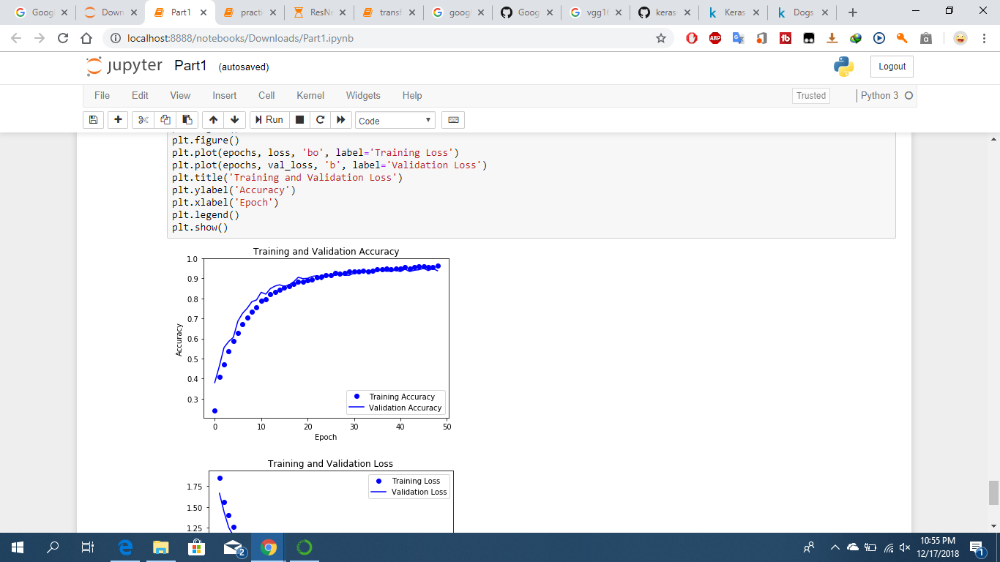 Googl
Down
Part1
practi
ResNe
transf
googl
Goog
vgg16
keras
Keras
Dogs
localhost:8888/notebooks/Downloads/Part1.ipynb
jupyter Part1 (autosaved)
Logout
File Edit View Insert Cell Kernel Widgets Help
Trusted
Python 3
Run
Code
plt.figure()
plt.plot(epochs, loss, 'bo', label='Training Loss')
plt.plot(epochs, val_loss, 'b', label='Validation Loss')
plt.title('Training and Validation Loss')
plt.ylabel('Accuracy')
plt.xlabel('Epoch')
plt.legend()
plt.show()
Training and Validation Accuracy
1.0
0.9
0.8
0.7
0.6
0.5
0.4
0.3
Accuracy
Training Accuracy
Validation Accuracy
0 10 20 30 40 50
Epoch
Training and Validation Loss
1.75
1.50
1.25
Training Loss
Validation Loss
2
10:55 PM
12/17/2018
1